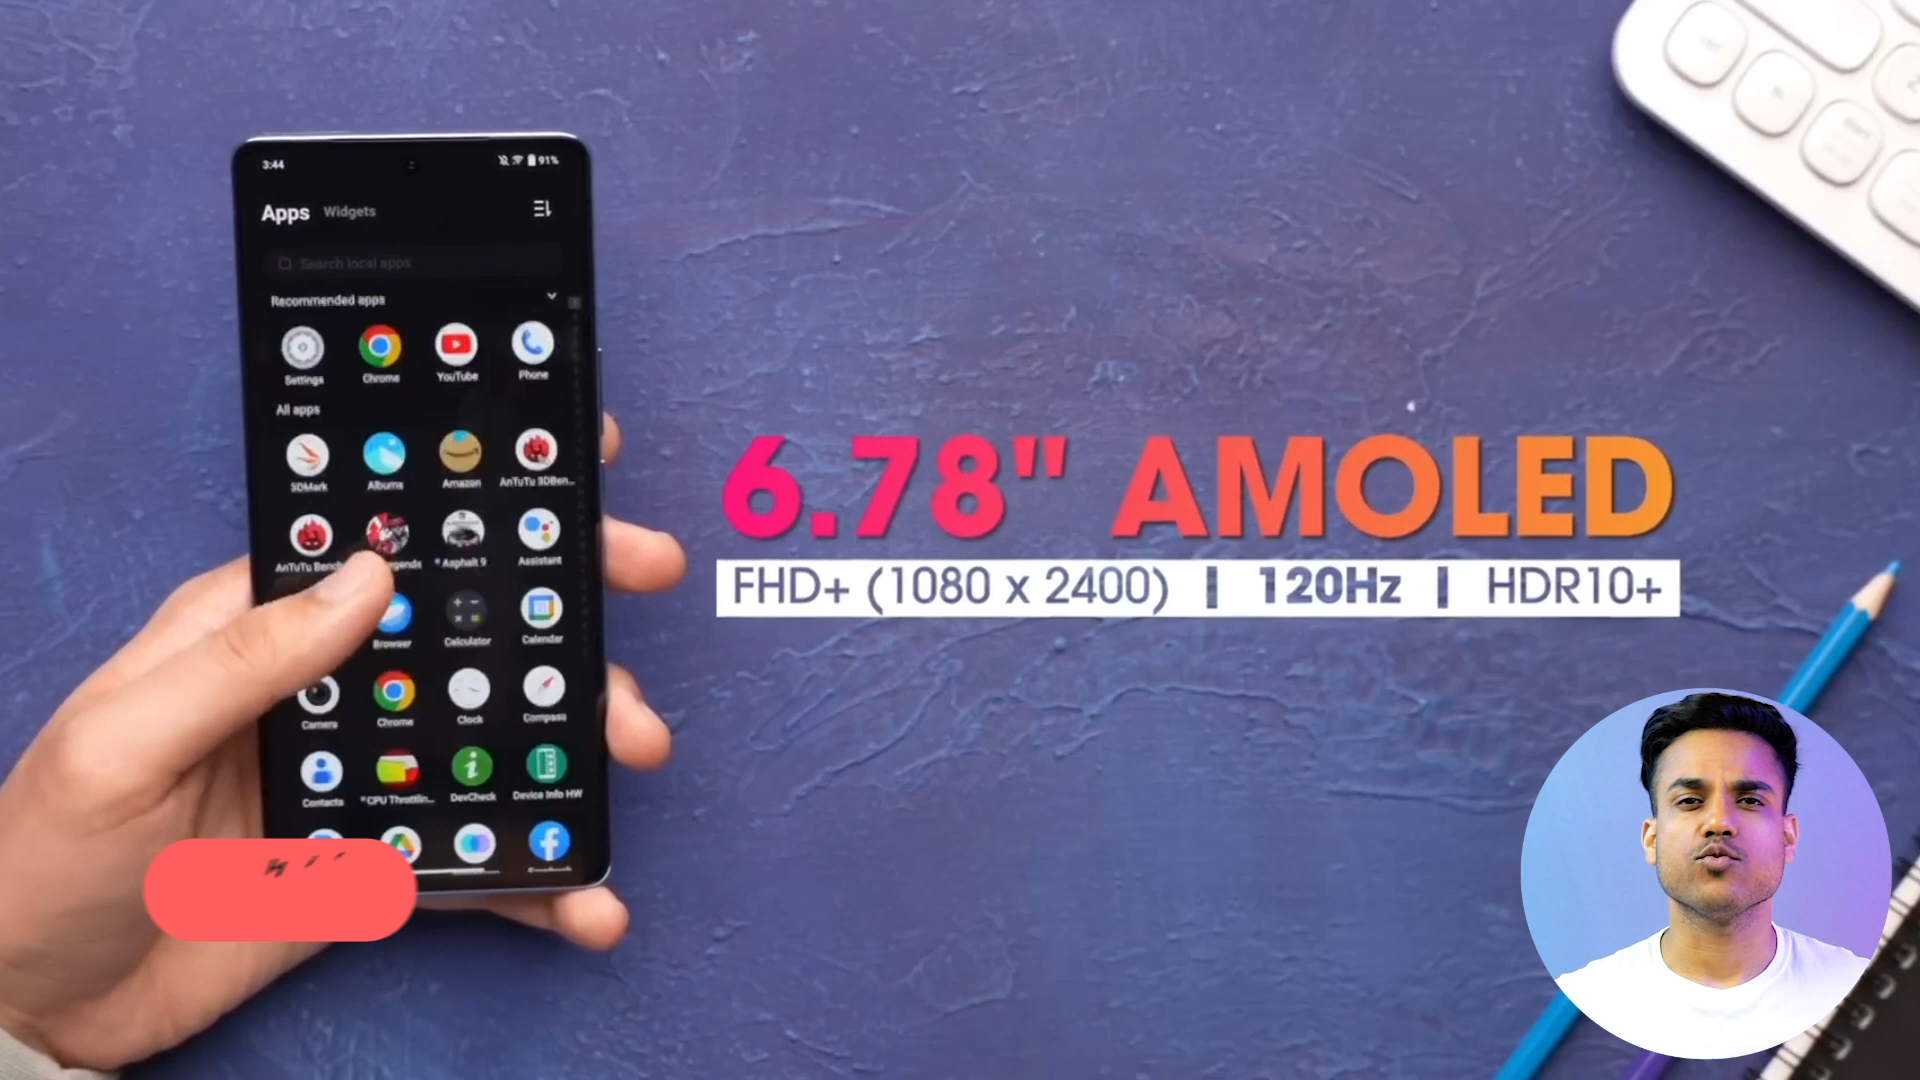 3:44
91%
Apps Widgets
Search local apps
Recommended apps
Settings Chrome YouTube Phone
All apps
3DMark Albums Amazon AnTuTu 3DBen...
AnTuTu Bench Asphalt 9 Assistant
Browser Calculator Calendar
Camera Chrome Clock Compass
Contacts CPU Throttlin... DevCheck Device Info HW
6.78" AMOLED
FHD+ (1080 x 2400) | 120Hz | HDR10+